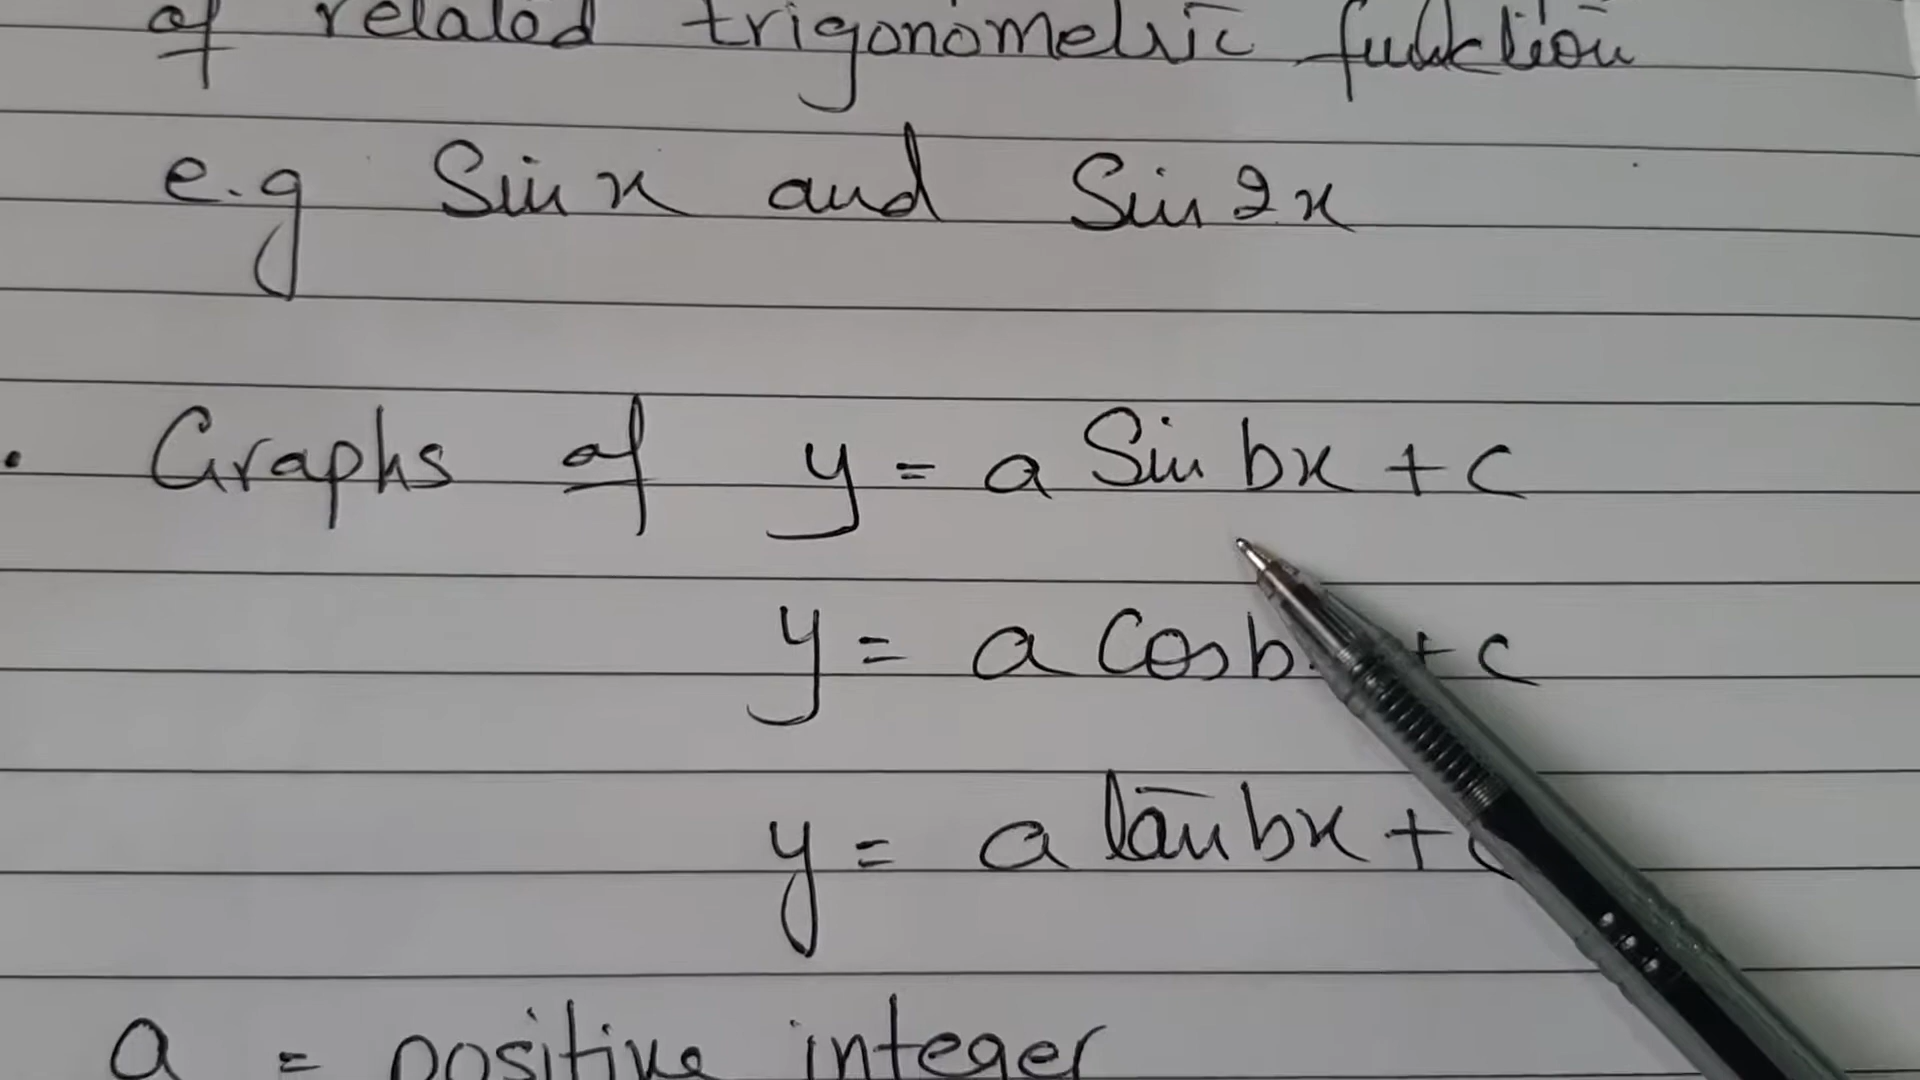 of related trigonometric function
e.g Sin x and Sin 2x
. Graphs of y = a Sin bx + c
y = a Cos b + c
y = a tan bx + c
a = positive integer